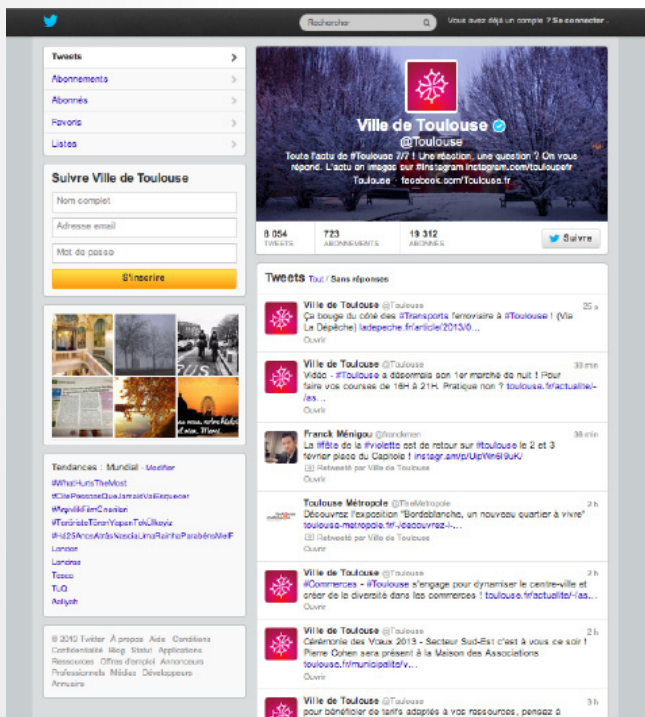 Rechercher
Vous avez déjà un compte ? Se connecter
Tweets
Abonnements
Abonnés
Favoris
Listes
Suivre Ville de Toulouse
Nom complet
Adresse email
Mot de passe
S'inscrire
Tendances : Mondial · Modifier
#WhatHurtsTheMost
London
Londres
Tesco
TUQ
Aaliyah
© 2013 Twitter À propos Aide Conditions
Confidentialité Blog Statut Applications
Ressources Offres d'emploi Annonceurs
Professionnels Médias Développeurs
Annuaire
Ville de Toulouse
@Toulouse
Toute l'actu de #Toulouse 7/7 ! Une réaction, une question ? On vous
répond. L'actu en images sur #Instagram instagram.com/toulousefr
Toulouse · facebook.com/Toulouse.fr
8 054
TWEETS
723
ABONNEMENTS
19 312
ABONNÉS
Suivre
Tweets Tout / Sans réponses
Ville de Toulouse @Toulouse 25 s
Ça bouge du côté des #Transports ferroviaire à #Toulouse ! (Via
La Dépêche) ladepeche.fr/article/2013/0…
Ouvrir
Ville de Toulouse @Toulouse 30 min
Vidéo - #Toulouse a désormais son 1er marché de nuit ! Pour
faire vos courses de 16H à 21H. Pratique non ? toulouse.fr/actualite/-
/as…
Ouvrir
Franck Ménigou @franckmen 36 min
La #fête de la #violette est de retour sur #toulouse le 2 et 3
février place du Capitole !
Retweeté par Ville de Toulouse
Ouvrir
Toulouse Métropole @TlseMetropole 2 h
Découvrez l'exposition "Bordeblanche, un nouveau quartier à vivre"
toulouse-metropole.fr/-/decouvrez-l-…
Retweeté par Ville de Toulouse
Ouvrir
Ville de Toulouse @Toulouse 2 h
#Commerces - #Toulouse s'engage pour dynamiser le centre-ville et
créer de la diversité dans les commerces ! toulouse.fr/actualite/-/as…
Ouvrir
Ville de Toulouse @Toulouse 2 h
Cérémonie des Vœux 2013 - Secteur Sud-Est c'est à vous ce soir !
Pierre Cohen sera présent à la Maison des Associations
toulouse.fr/municipalite/v…
Ouvrir
Ville de Toulouse @Toulouse 3 h
pour bénéficier de tarifs adaptés à vos ressources, pensez à